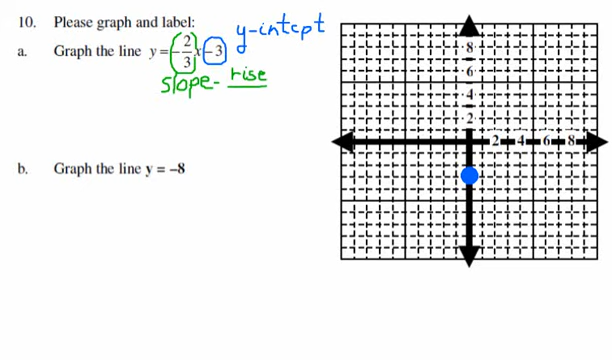 10. Please graph and label:
y-intcpt
a. Graph the line y = -2/3 x -3
slope- rise
b. Graph the line y = –8
8
6
4
2
2 4 6 8